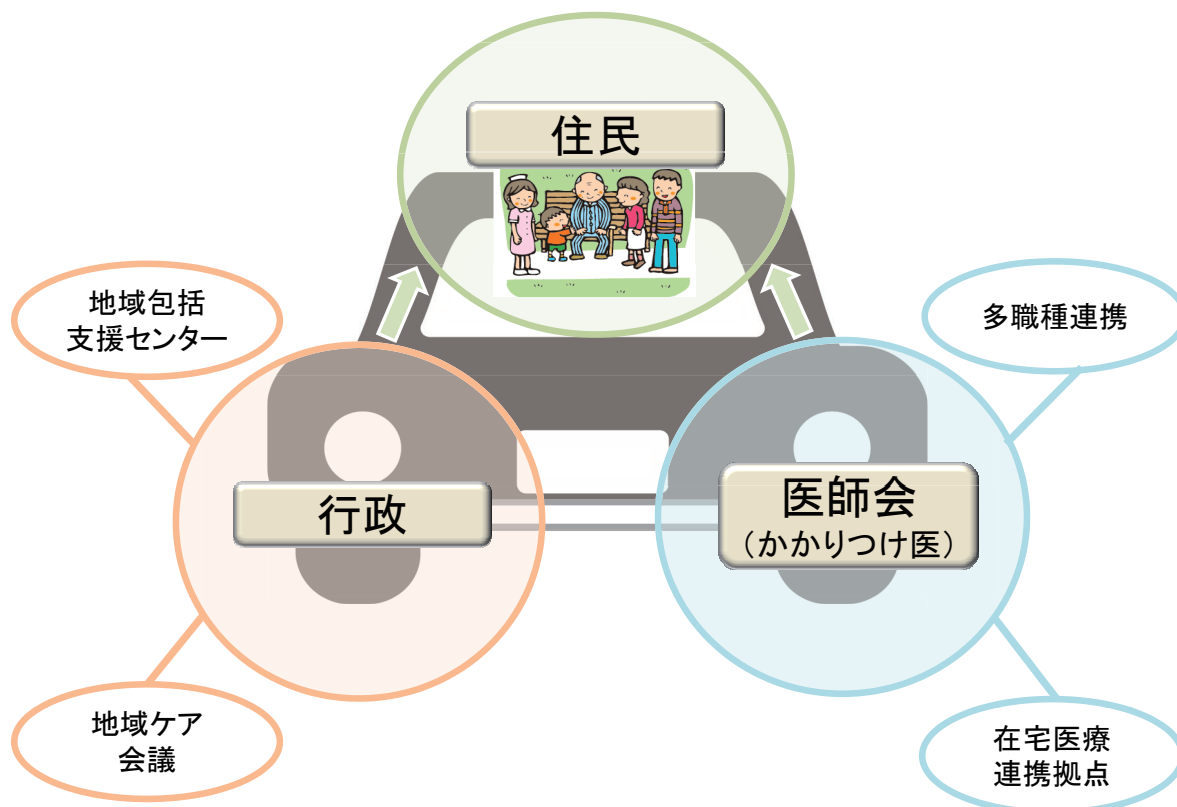 住民
地域包括
支援センター
多職種連携
行政
医師会
（かかりつけ医）
地域ケア
会議
在宅医療
連携拠点